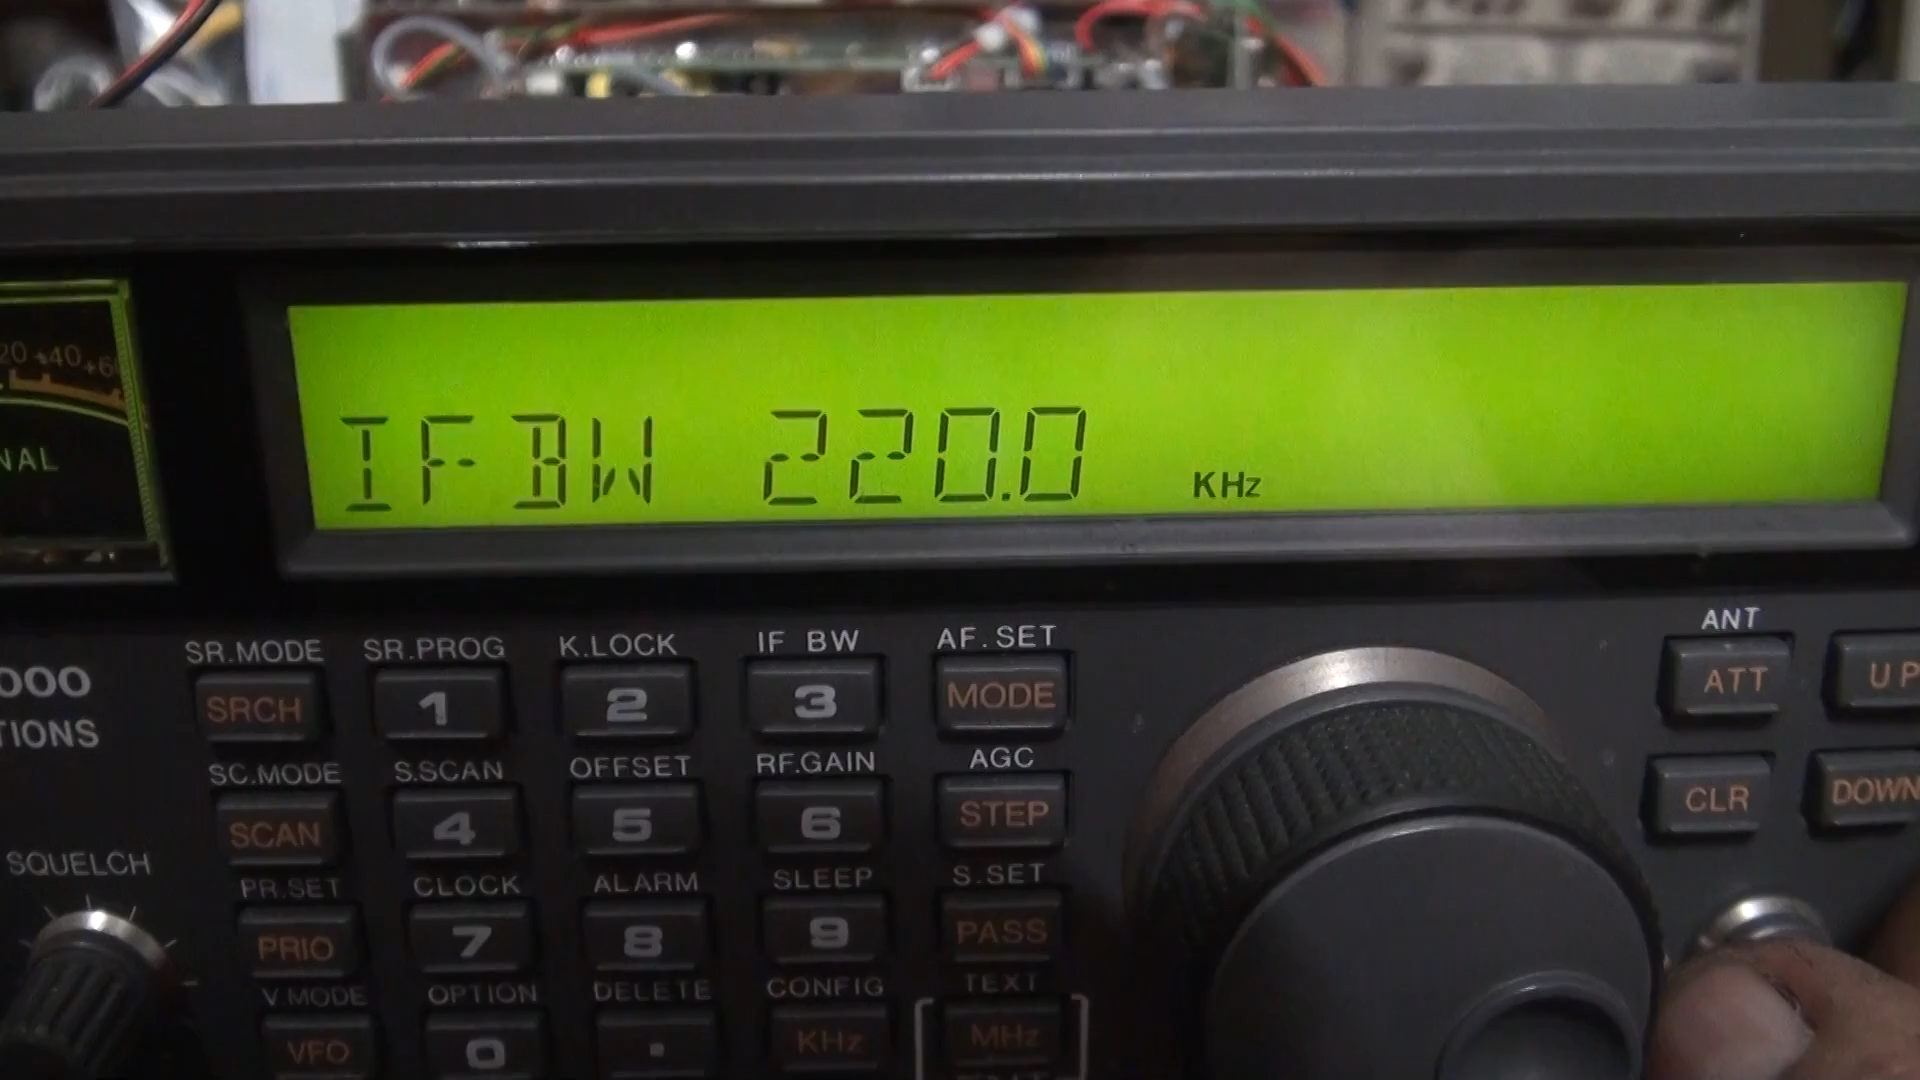 20 +40 +60
NAL
IFBW 220.0 KHz
000
TIONS
SR.MODE SR.PROG K.LOCK IF BW AF.SET ANT
SRCH 1 2 3 MODE ATT UP
SC.MODE S.SCAN OFFSET RF.GAIN AGC
SCAN 4 5 6 STEP CLR DOWN
SQUELCH
PR.SET CLOCK ALARM SLEEP S.SET
PRIO 7 8 9 PASS
V.MODE OPTION DELETE CONFIG TEXT
VFO 0 . KHz MHz